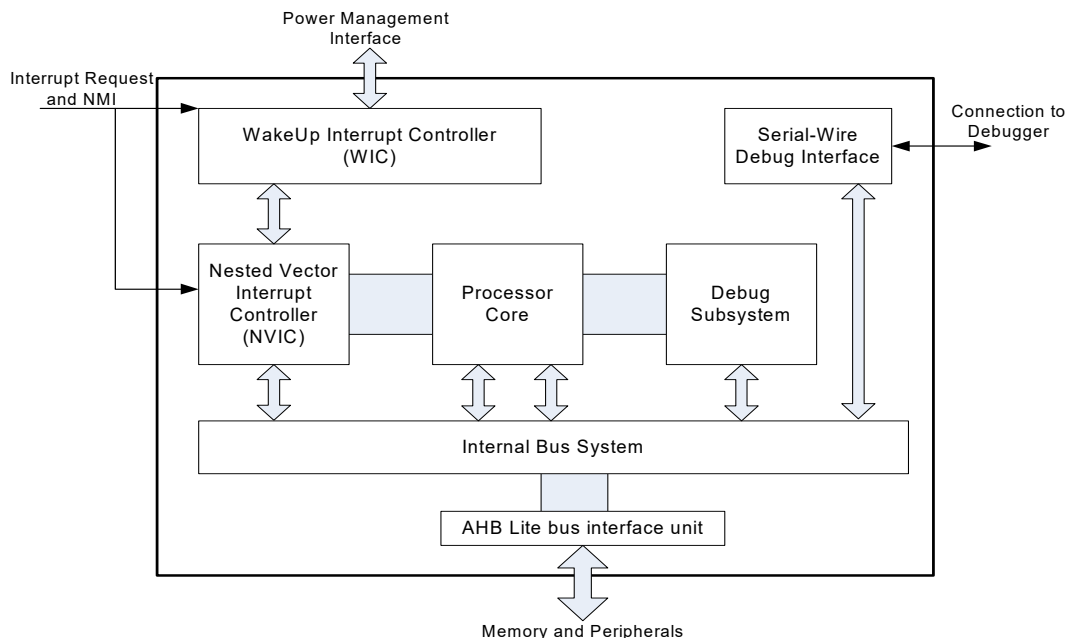 Power Management
Interface
Interrupt Request
and NMI
WakeUp Interrupt Controller
(WIC)
Serial-Wire
Debug Interface
Connection to
Debugger
Nested Vector
Interrupt
Controller
(NVIC)
Processor
Core
Debug
Subsystem
Internal Bus System
AHB Lite bus interface unit
Memory and Peripherals